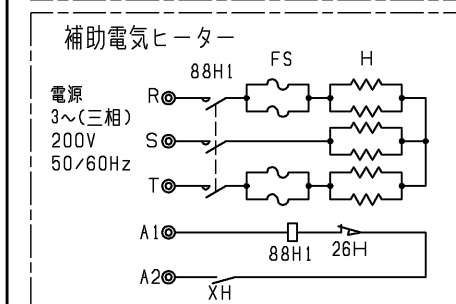 補助電気ヒーター
88H1 FS H
電源
3~(三相)
200V
50/60Hz
R
S
T
A1
88H1 26H
A2
XH